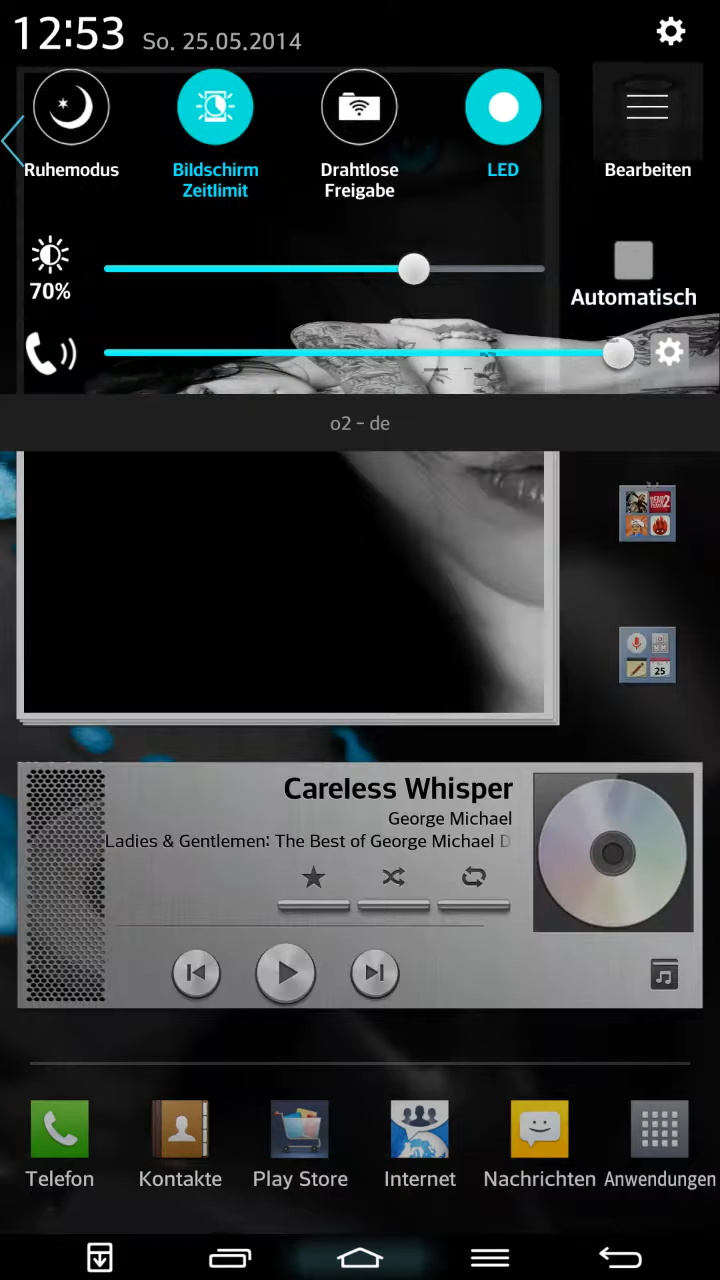 12:53 So. 25.05.2014
Ruhemodus
Bildschirm
Zeitlimit
Drahtlose
Freigabe
LED
Bearbeiten
70%
Automatisch
o2 - de
25
Careless Whisper
George Michael
Ladies & Gentlemen: The Best of George Michael D
Telefon
Kontakte
Play Store
Internet
Nachrichten
Anwendungen